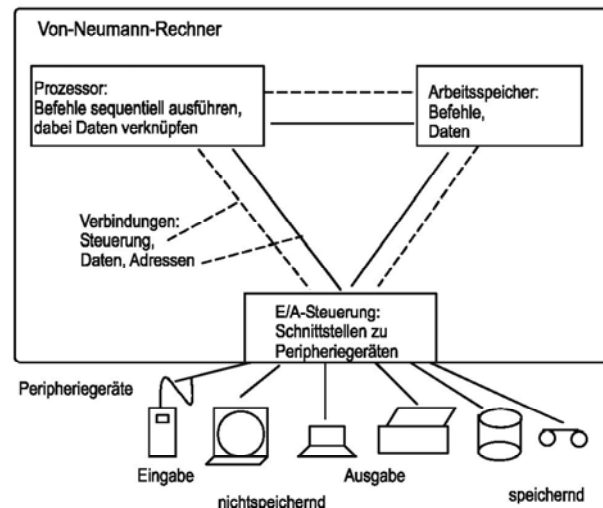 Von-Neumann-Rechner
Prozessor:
Befehle sequentiell ausführen,
dabei Daten verknüpfen
Arbeitsspeicher:
Befehle,
Daten
Verbindungen:
Steuerung,
Daten, Adressen
E/A-Steuerung:
Schnittstellen zu
Peripheriegeräten
Peripheriegeräte
Eingabe
Ausgabe
nichtspeichernd
speichernd